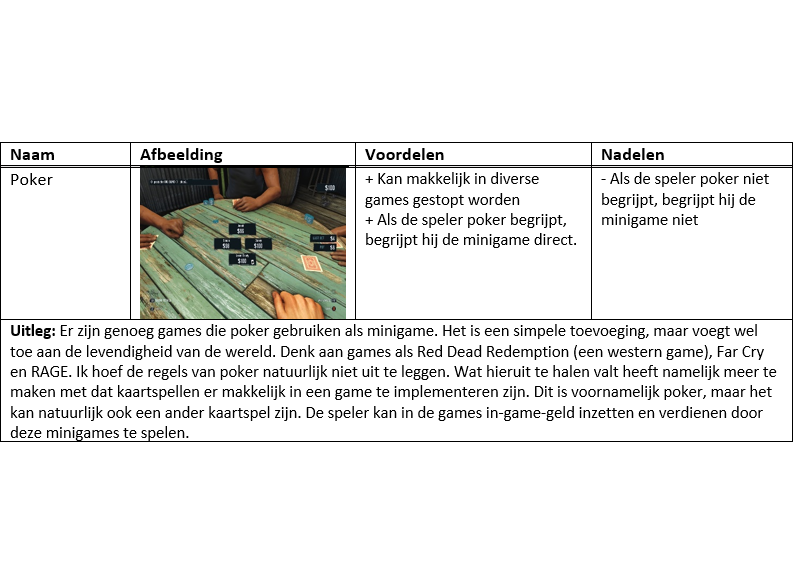 Naam Afbeelding Voordelen Nadelen
Poker
+ Kan makkelijk in diverse
games gestopt worden
+ Als de speler poker begrijpt,
begrijpt hij de minigame direct.
- Als de speler poker niet
begrijpt, begrijpt hij de
minigame niet
$100
Uitleg: Er zijn genoeg games die poker gebruiken als minigame. Het is een simpele toevoeging, maar voegt wel
toe aan de levendigheid van de wereld. Denk aan games als Red Dead Redemption (een western game), Far Cry
en RAGE. Ik hoef de regels van poker natuurlijk niet uit te leggen. Wat hieruit te halen valt heeft namelijk meer te
maken met dat kaartspellen er makkelijk in een game te implementeren zijn. Dit is voornamelijk poker, maar het
kan natuurlijk ook een ander kaartspel zijn. De speler kan in de games in-game-geld inzetten en verdienen door
deze minigames te spelen.